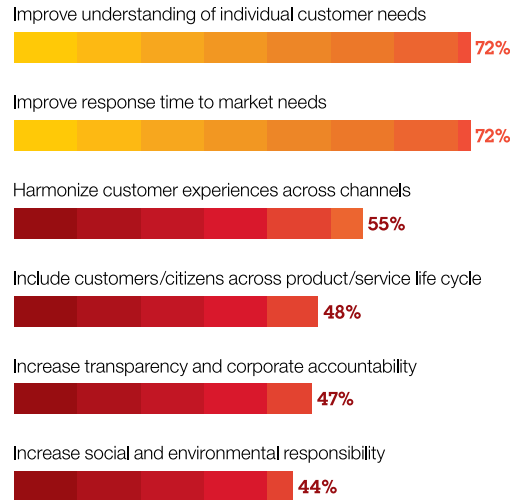 Improve understanding of individual customer needs
72%
Improve response time to market needs
72%
Harmonize customer experiences across channels
55%
Include customers/citizens across product/service life cycle
48%
Increase transparency and corporate accountability
47%
Increase social and environmental responsibility
44%